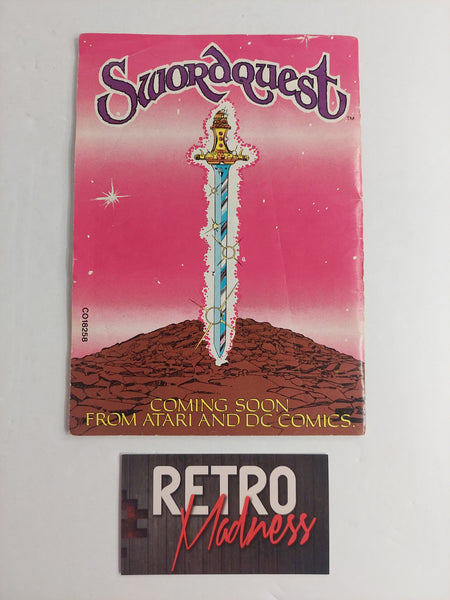 SWORDQUEST
TM
CO18258
COMING SOON
FROM ATARI AND DC COMICS.
RETRO
Madness